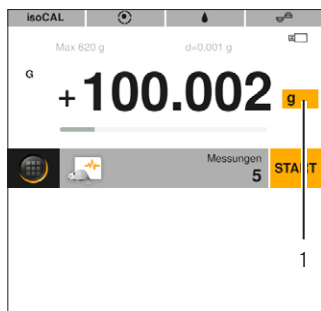 isoCAL
Max 620 g d=0.001 g
G
+100.002 g
Messungen
5
START
1